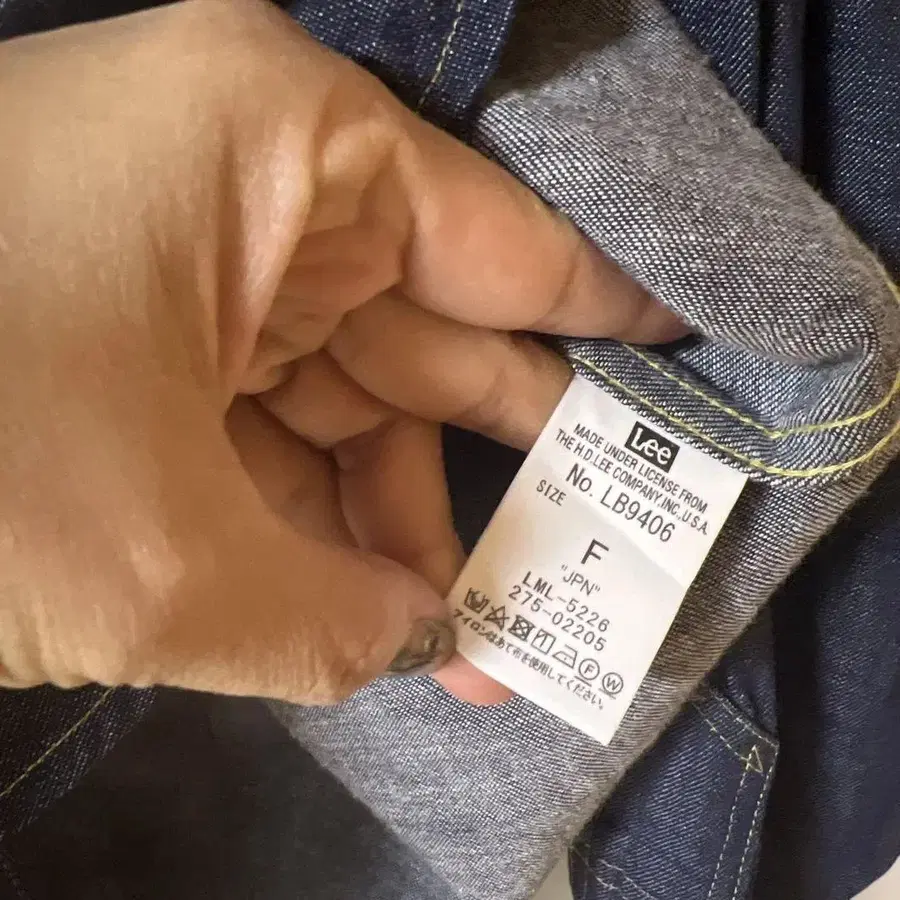 Lee
MADE UNDER LICENSE FROM
THE H.D.LEE COMPANY,INC.,U.S.A.
No. LB9406
SIZE
F
"JPN"
LML-5226
275-02205
F W
アイロンはあて布を使用してください。